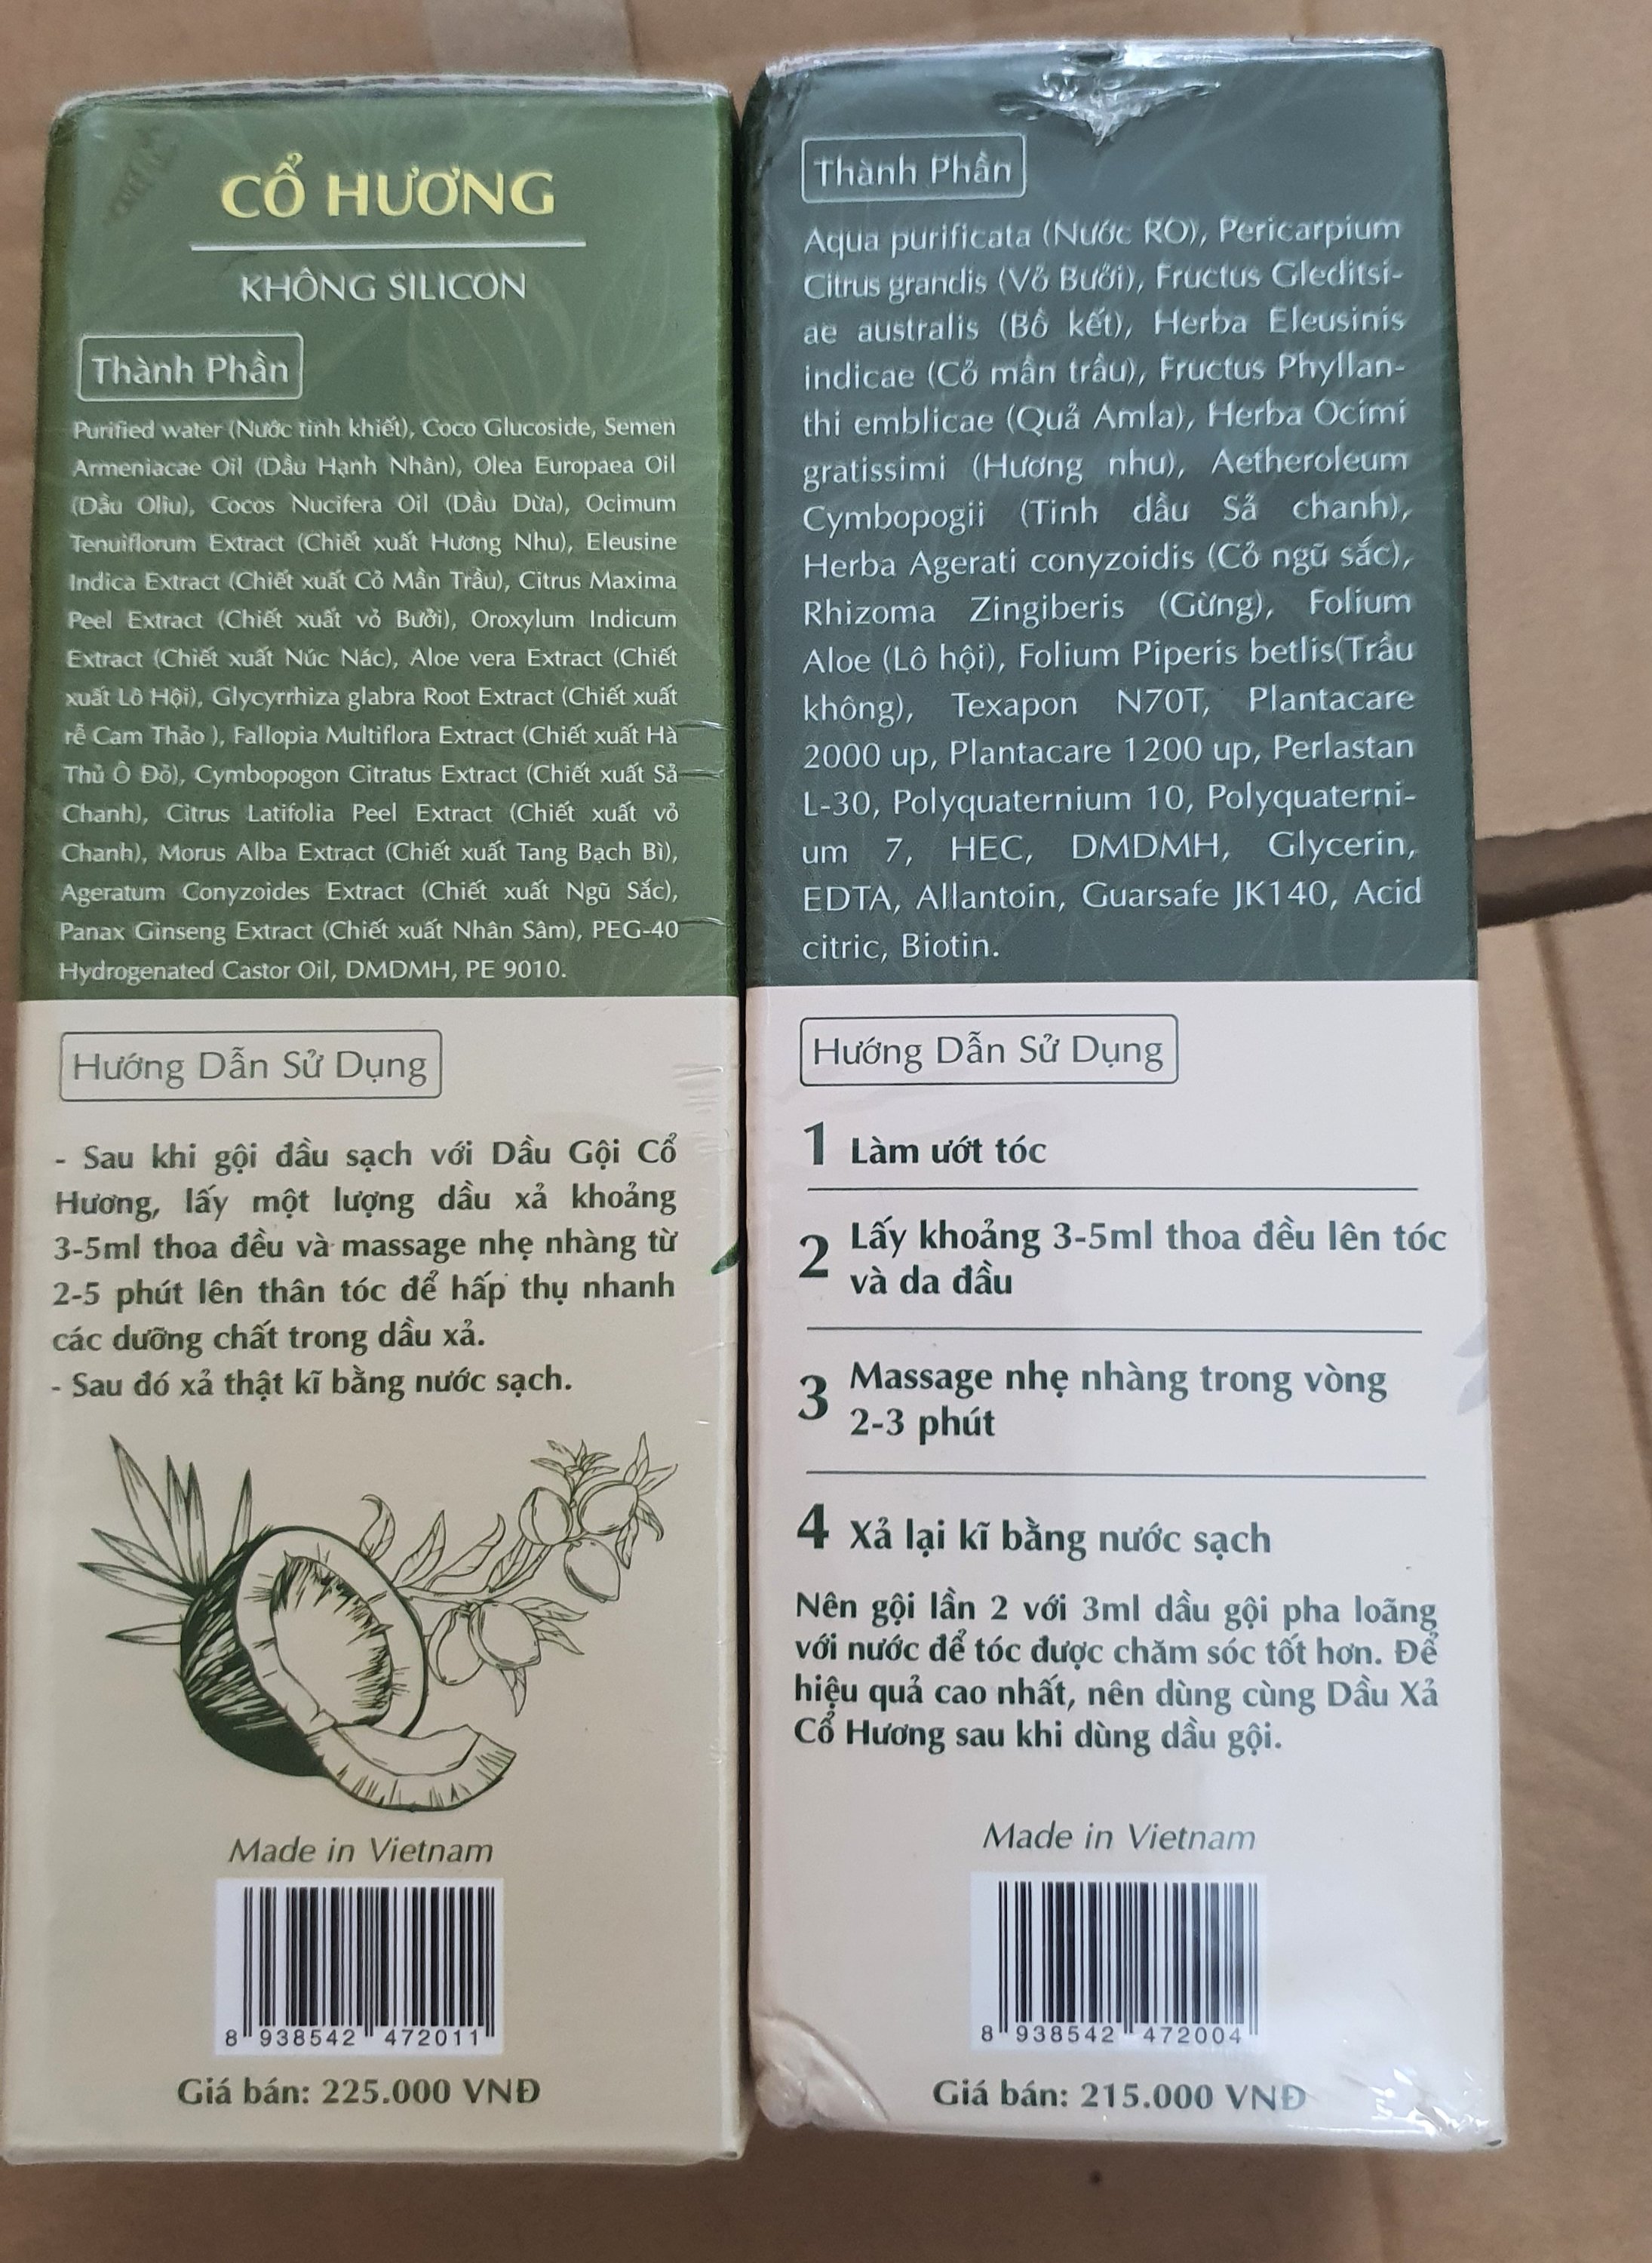 CỔ HƯƠNG
KHÔNG SILICON
Thành Phần
Purified water (Nước tinh khiết), Coco Glucoside, Semen
Armeniacae Oil (Dầu Hạnh Nhân), Olea Europaea Oil
(Dầu Oliu), Cocos Nucifera Oil (Dầu Dừa), Ocimum
Tenuiflorum Extract (Chiết xuất Hương Nhu), Eleusine
Indica Extract (Chiết xuất Cỏ Mần Trầu), Citrus Maxima
Peel Extract (Chiết xuất vỏ Bưởi), Oroxylum Indicum
Extract (Chiết xuất Núc Nác), Aloe vera Extract (Chiết
xuất Lô Hội), Glycyrrhiza glabra Root Extract (Chiết xuất
rễ Cam Thảo ), Fallopia Multiflora Extract (Chiết xuất Hà
Thủ Ô Đỏ), Cymbopogon Citratus Extract (Chiết xuất Sả
Chanh), Citrus Latifolia Peel Extract (Chiết xuất vỏ
Chanh), Morus Alba Extract (Chiết xuất Tang Bạch Bì),
Ageratum Conyzoides Extract (Chiết xuất Ngũ Sắc),
Panax Ginseng Extract (Chiết xuất Nhân Sâm), PEG-40
Hydrogenated Castor Oil, DMDMH, PE 9010.
Hướng Dẫn Sử Dụng
- Sau khi gội đầu sạch với Dầu Gội Cổ
Hương, lấy một lượng dầu xả khoảng
3-5ml thoa đều và massage nhẹ nhàng từ
2-5 phút lên thân tóc để hấp thụ nhanh
các dưỡng chất trong dầu xả.
- Sau đó xả thật kĩ bằng nước sạch.
Made in Vietnam
8 938542 472011
Giá bán: 225.000 VNĐ
Thành Phần
Aqua purificata (Nước RO), Pericarpium
Citrus grandis (Vỏ Bưởi), Fructus Gleditsi-
ae australis (Bồ kết), Herba Eleusinis
indicae (Cỏ mần trầu), Fructus Phyllan-
thi emblicae (Quả Amla), Herba Ocimi
gratissimi (Hương nhu), Aetheroleum
Cymbopogii (Tinh dầu Sả chanh),
Herba Agerati conyzoidis (Cỏ ngũ sắc),
Rhizoma Zingiberis (Gừng), Folium
Aloe (Lô hội), Folium Piperis betlis(Trầu
không), Texapon N70T, Plantacare
2000 up, Plantacare 1200 up, Perlastan
L-30, Polyquaternium 10, Polyquaterni-
um 7, HEC, DMDMH, Glycerin,
EDTA, Allantoin, Guarsafe JK140, Acid
citric, Biotin.
Hướng Dẫn Sử Dụng
1 Làm ướt tóc
2 Lấy khoảng 3-5ml thoa đều lên tóc
và da đầu
3 Massage nhẹ nhàng trong vòng
2-3 phút
4 Xả lại kĩ bằng nước sạch
Nên gội lần 2 với 3ml dầu gội pha loãng
với nước để tóc được chăm sóc tốt hơn. Để
hiệu quả cao nhất, nên dùng cùng Dầu Xả
Cổ Hương sau khi dùng dầu gội.
Made in Vietnam
8 938542 472004
Giá bán: 215.000 VNĐ